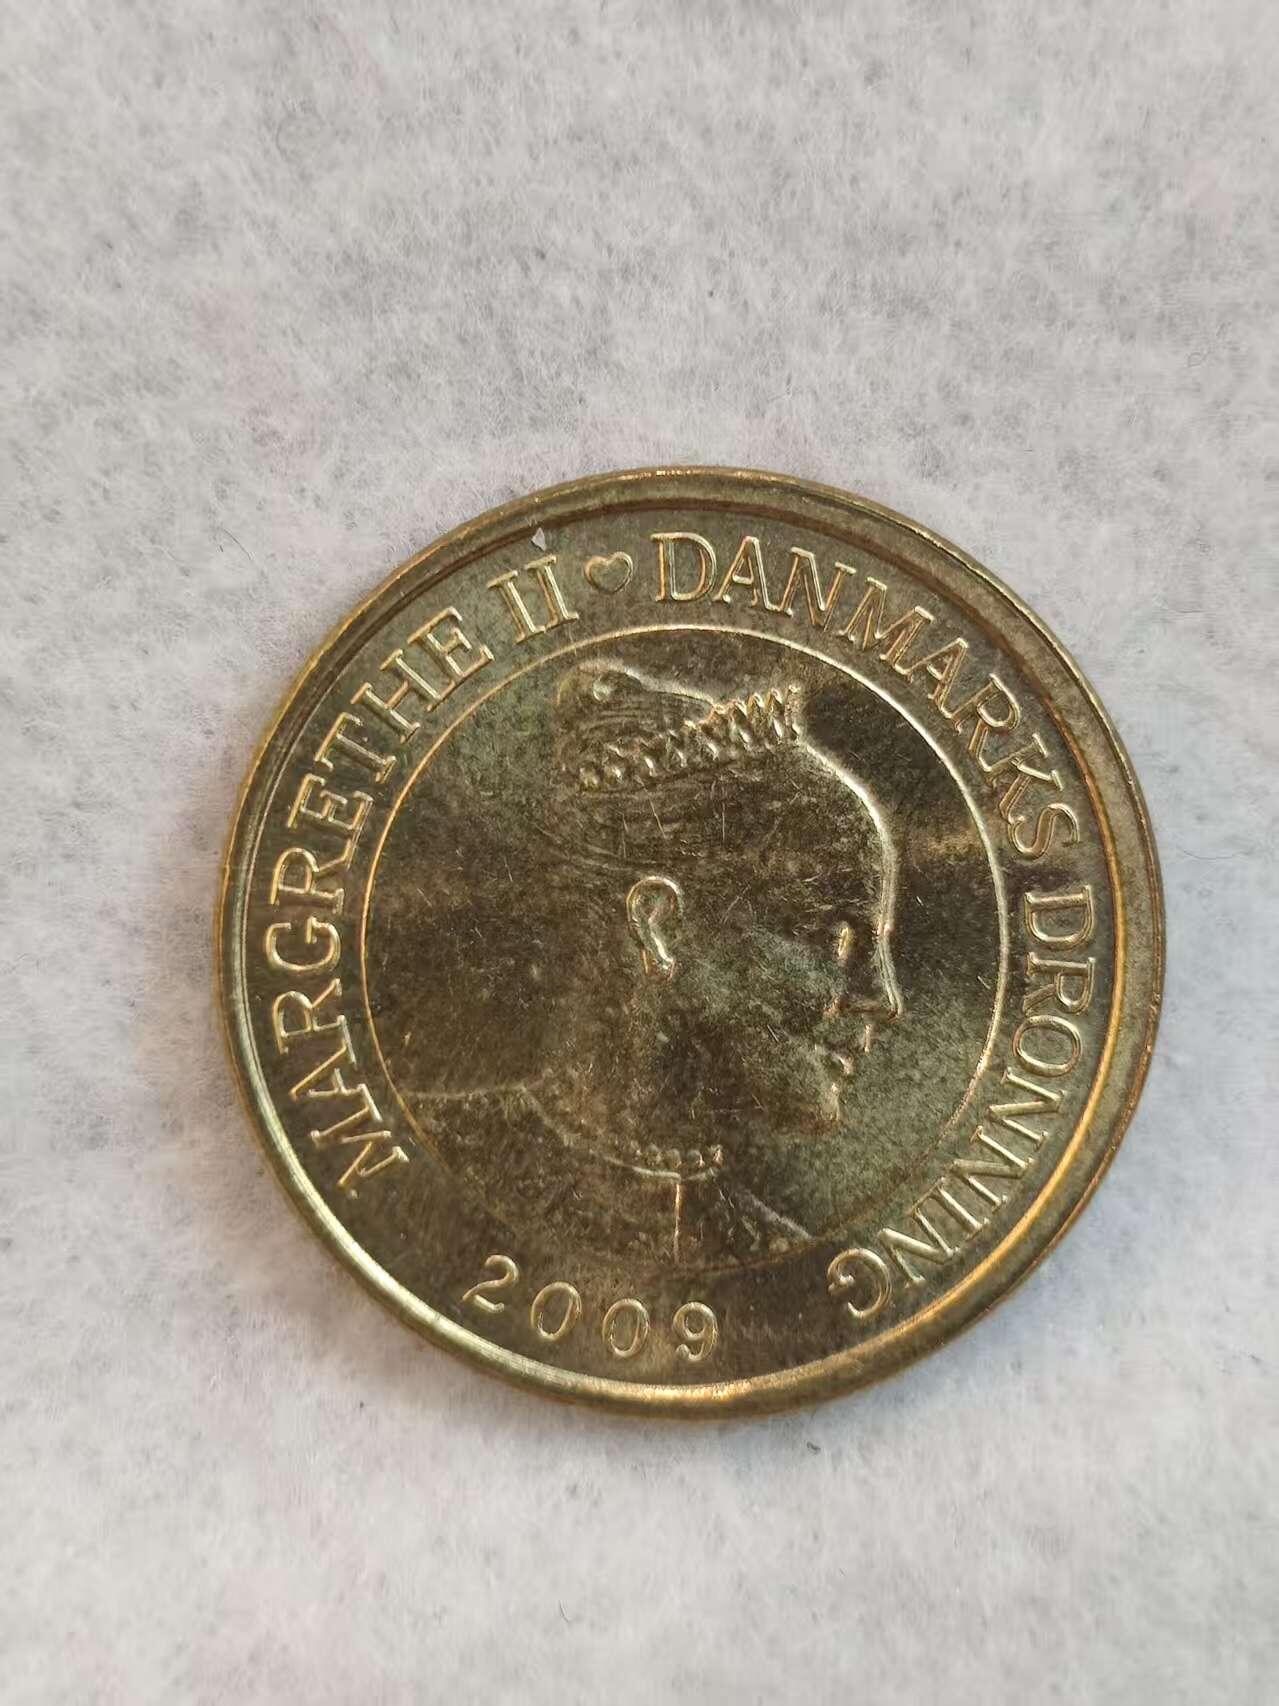 MARGRETHE II ♥ DANMARKS DRONNING
2009